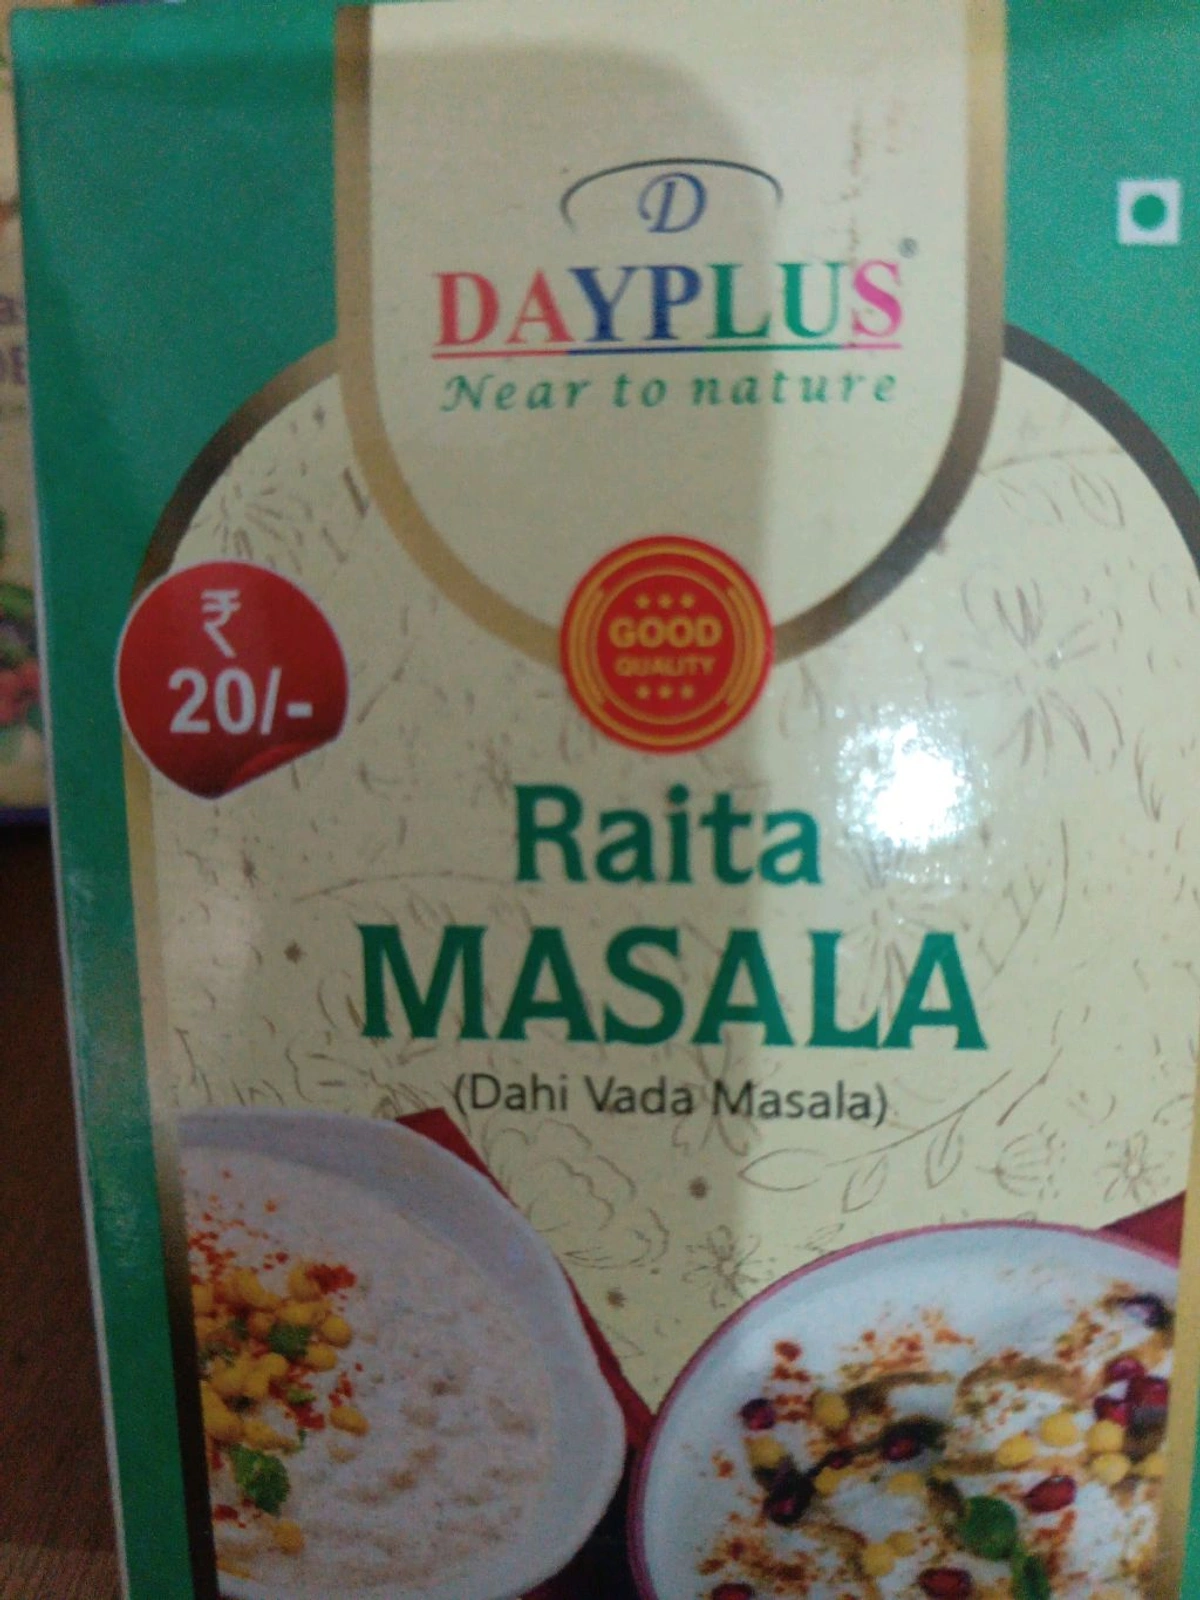 D
DAYPLUS®
Near to nature
₹
20/-
GOOD
QUALITY
Raita
MASALA
(Dahi Vada Masala)